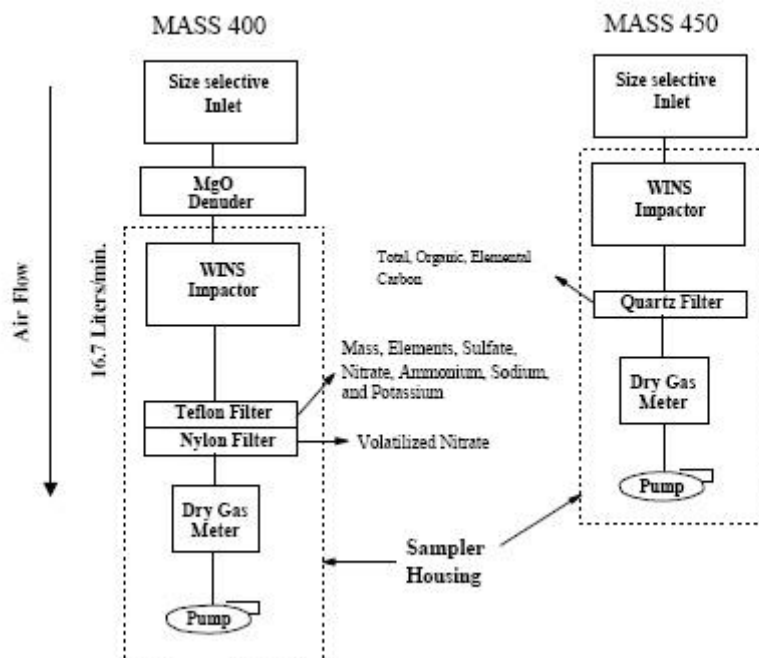 MASS 400
Size selective
Inlet
MgO
Denuder
WINS
Impactor
Air Flow
16.7 Liters/min.
Mass, Elements, Sulfate,
Nitrate, Ammonium, Sodium,
and Potassium
Teflon Filter
Nylon Filter
Volatilized Nitrate
Dry Gas
Meter
Pump
Sampler
Housing
MASS 450
Size selective
Inlet
WINS
Impactor
Total, Organic, Elemental
Carbon
Quartz Filter
Dry Gas
Meter
Pump